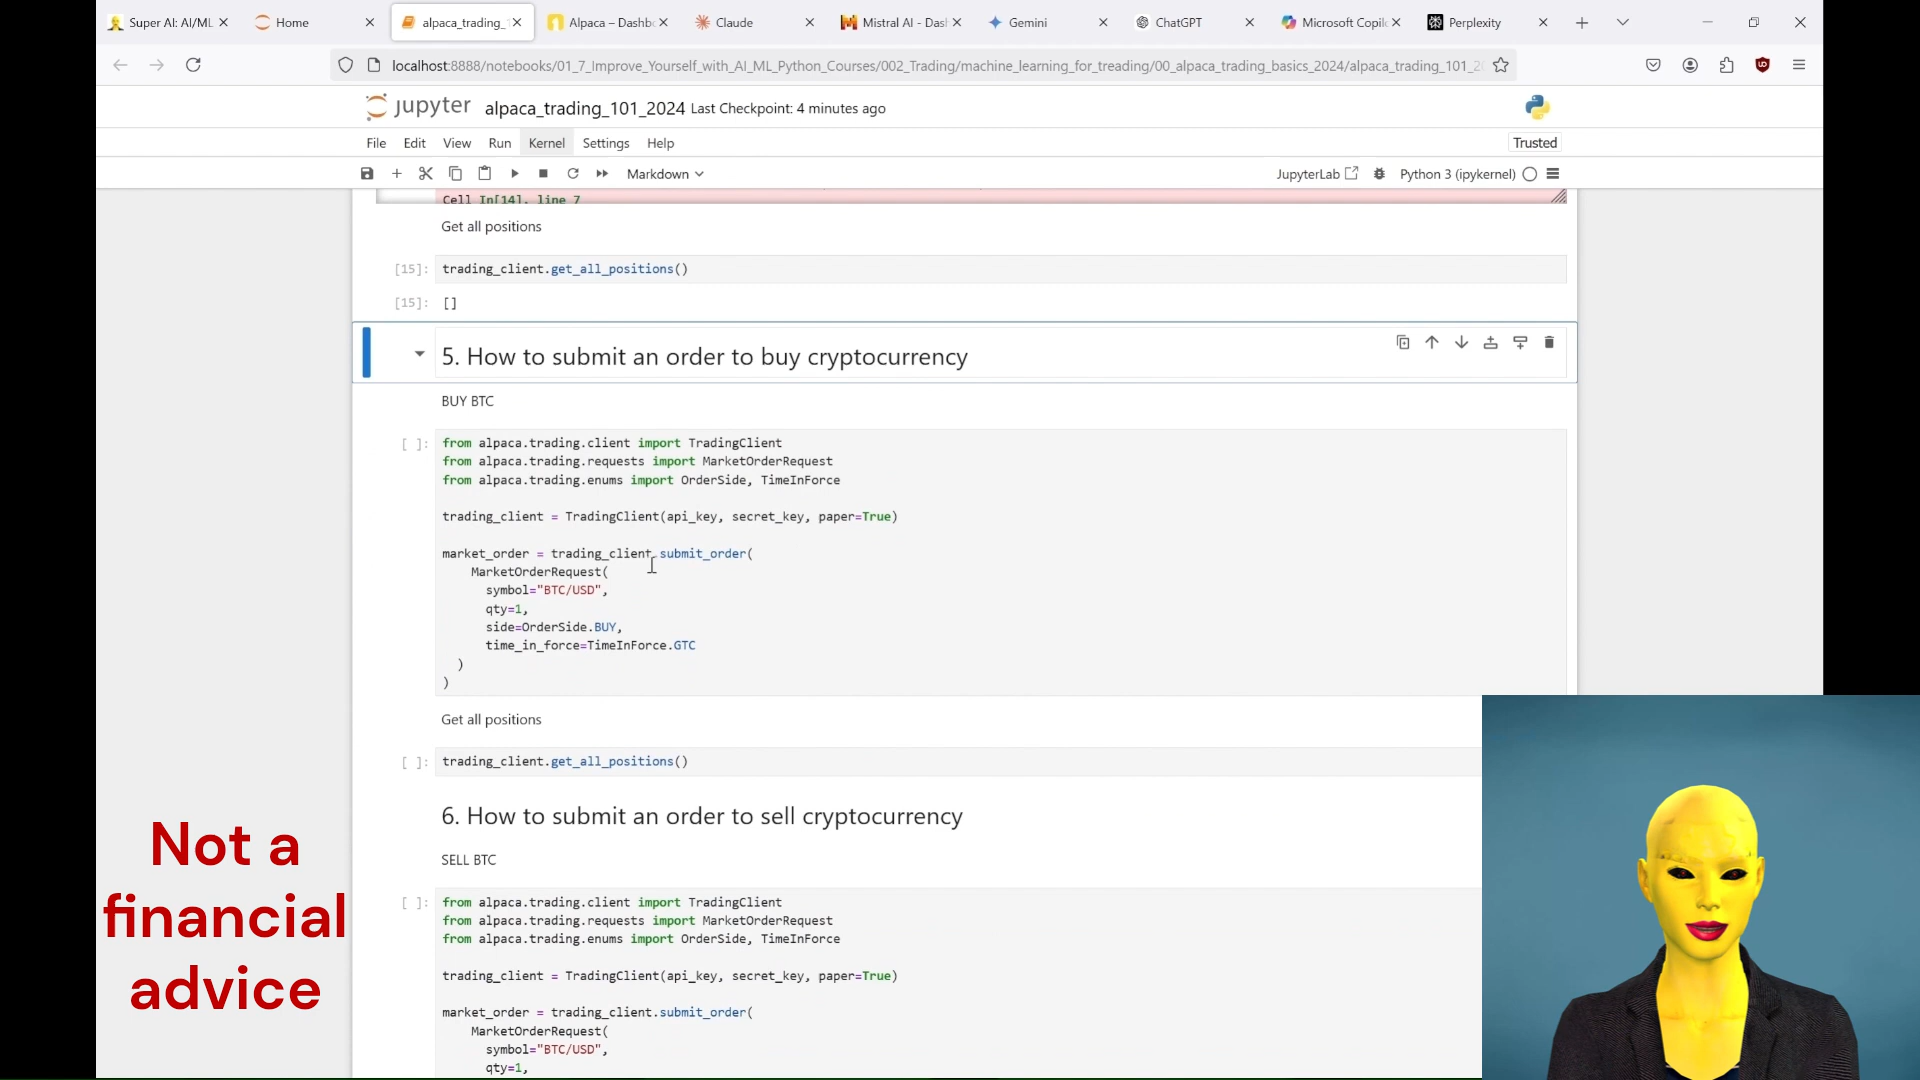 Super AI: AI/ML
Home
alpaca_trading_1
Alpaca – Dashbo
Claude
Mistral AI - Das
Gemini
ChatGPT
Microsoft Copil
Perplexity
localhost:8888/notebooks/01_7_Improve_Yourself_with_AI_ML_Python_Courses/002_Trading/machine_learning_for_treading/00_alpaca_trading_basics_2024/alpaca_trading_101_2
jupyter alpaca_trading_101_2024 Last Checkpoint: 4 minutes ago
File Edit View Run Kernel Settings Help
Trusted
Markdown
JupyterLab
Python 3 (ipykernel)
Cell In[14], line 7
Get all positions
[15]: trading_client.get_all_positions()
[15]: []
5. How to submit an order to buy cryptocurrency
BUY BTC
[ ]: from alpaca.trading.client import TradingClient
from alpaca.trading.requests import MarketOrderRequest
from alpaca.trading.enums import OrderSide, TimeInForce
trading_client = TradingClient(api_key, secret_key, paper=True)
market_order = trading_client.submit_order(
MarketOrderRequest(
symbol="BTC/USD",
qty=1,
side=OrderSide.BUY,
time_in_force=TimeInForce.GTC
)
)
Get all positions
[ ]: trading_client.get_all_positions()
6. How to submit an order to sell cryptocurrency
SELL BTC
[ ]: from alpaca.trading.client import TradingClient
from alpaca.trading.requests import MarketOrderRequest
from alpaca.trading.enums import OrderSide, TimeInForce
trading_client = TradingClient(api_key, secret_key, paper=True)
market_order = trading_client.submit_order(
MarketOrderRequest(
symbol="BTC/USD",
qty=1,
Not a
financial
advice